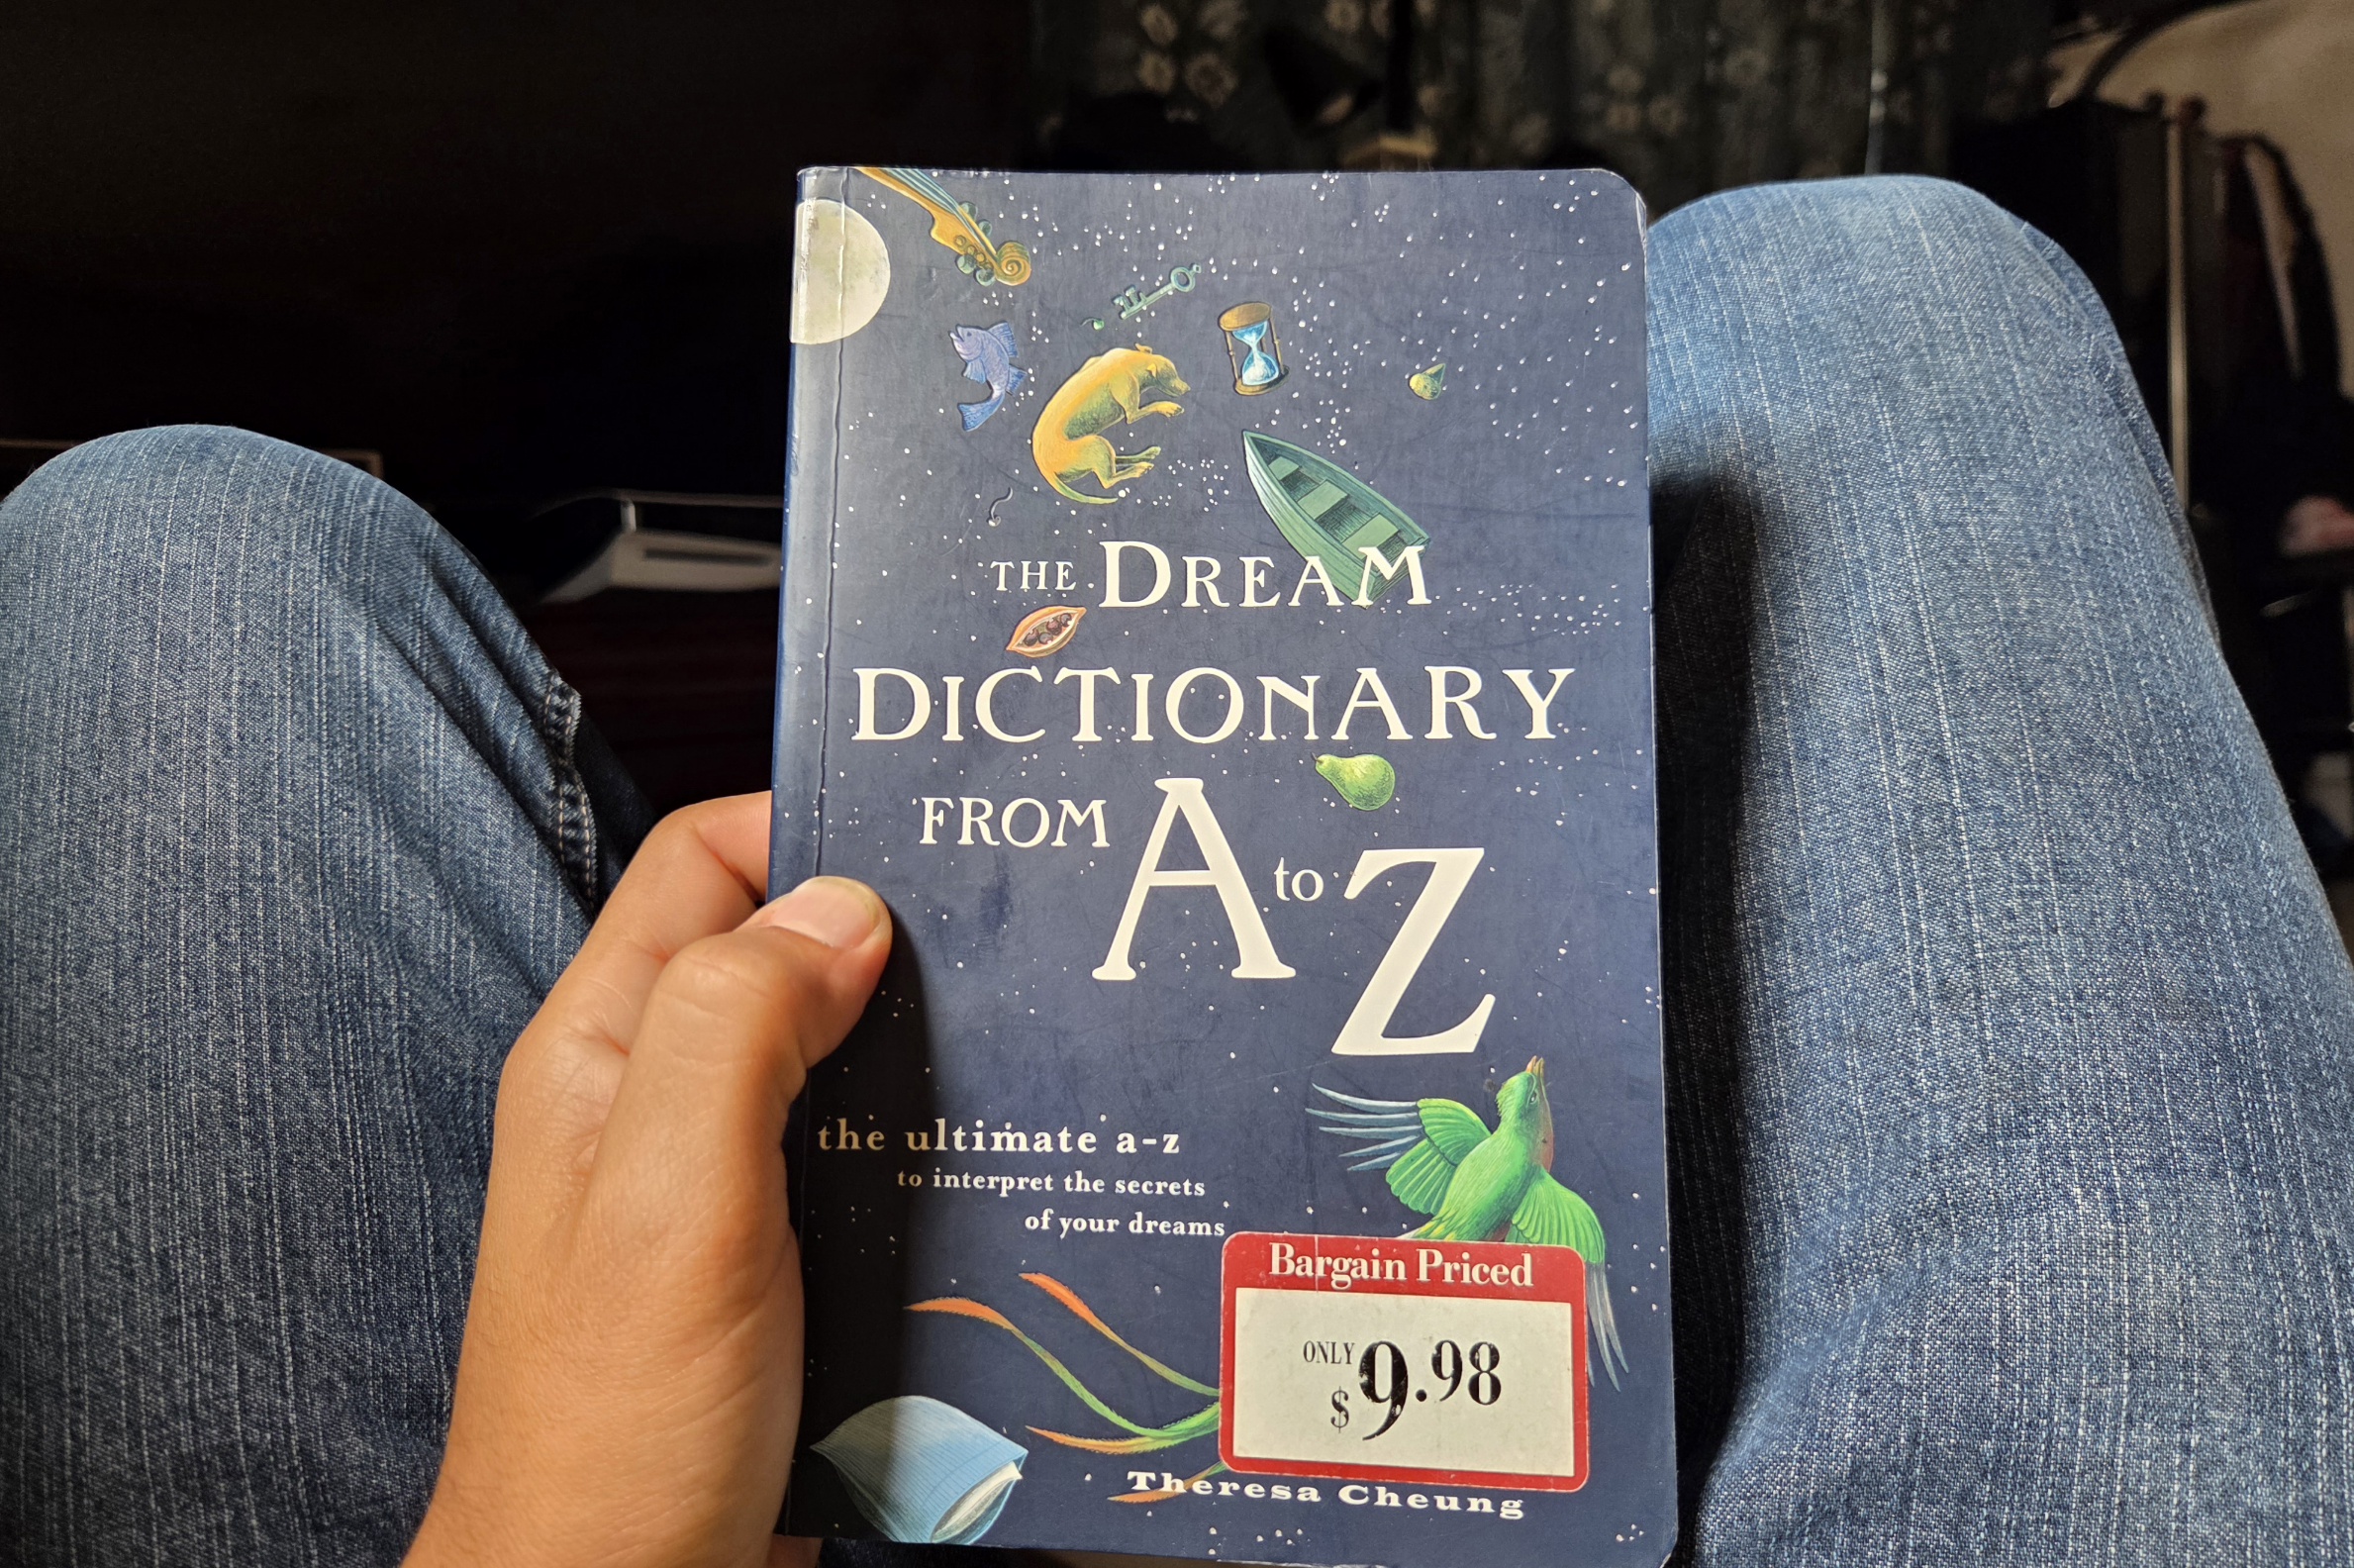 THE DREAM
DICTIONARY
FROM A to Z
the ultimate a-z
to interpret the secrets
of your dreams
Bargain Priced
ONLY
$9.98
Theresa Cheung